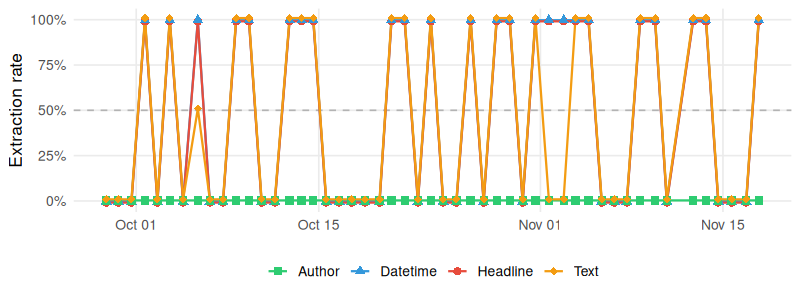 100%
75%
50%
25%
0%
Extraction rate
Oct 01
Oct 15
Nov 01
Nov 15
Author
Datetime
Headline
Text